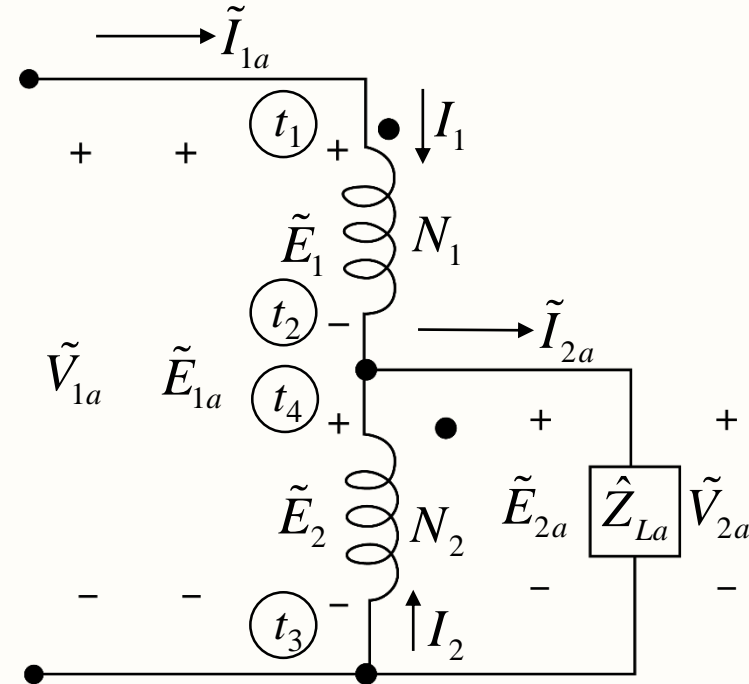 Ĩ1a
t1 + I1
+ +
Ẽ1 N1
t2 − Ĩ2a
Ṽ1a Ẽ1a
t4 + + +
Ẽ2 N2 Ẽ2a ẐLa Ṽ2a
− − − − −
t3 I2